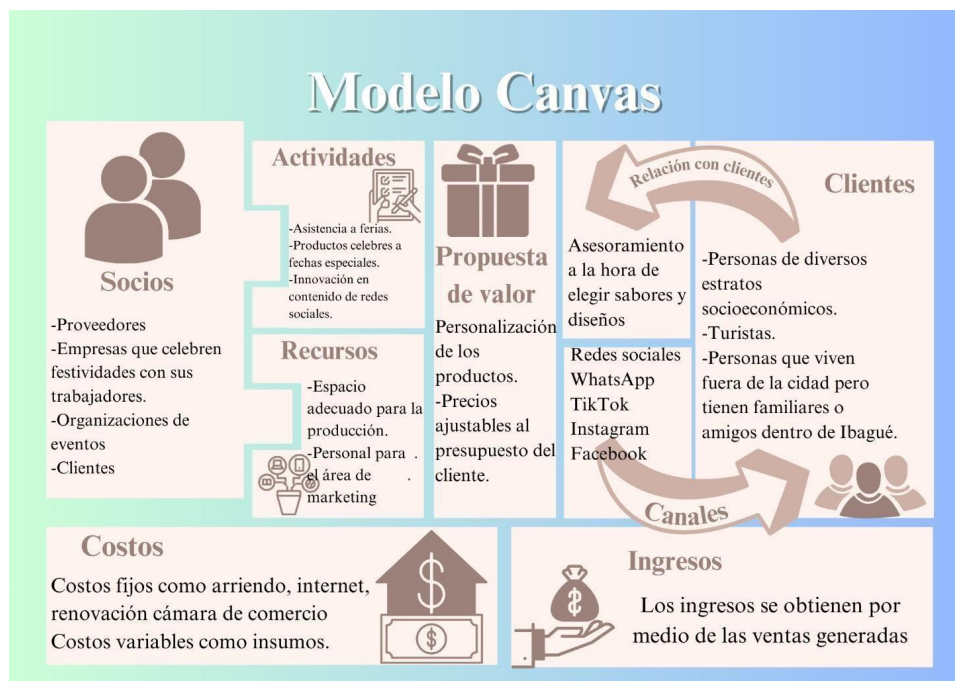 Modelo Canvas
Socios
-Proveedores
-Empresas que celebren
festividades con sus
trabajadores.
-Organizaciones de
eventos
-Clientes
Actividades
-Asistencia a ferias.
-Productos celebres a
fechas especiales.
-Innovación en
contenido de redes
sociales.
Recursos
-Espacio
adecuado para la
producción.
-Personal para .
el área de .
marketing
Propuesta
de valor
Personalización
de los
productos.
-Precios
ajustables al
presupuesto del
cliente.
Relación con clientes
Asesoramiento
a la hora de
elegir sabores y
diseños
Redes sociales
WhatsApp
TikTok
Instagram
Facebook
Canales
Clientes
-Personas de diversos
estratos
socioeconómicos.
-Turistas.
-Personas que viven
fuera de la cidad pero
tienen familiares o
amigos dentro de Ibagué.
Costos
Costos fijos como arriendo, internet,
renovación cámara de comercio
Costos variables como insumos.
$
$
Ingresos
$
Los ingresos se obtienen por
medio de las ventas generadas